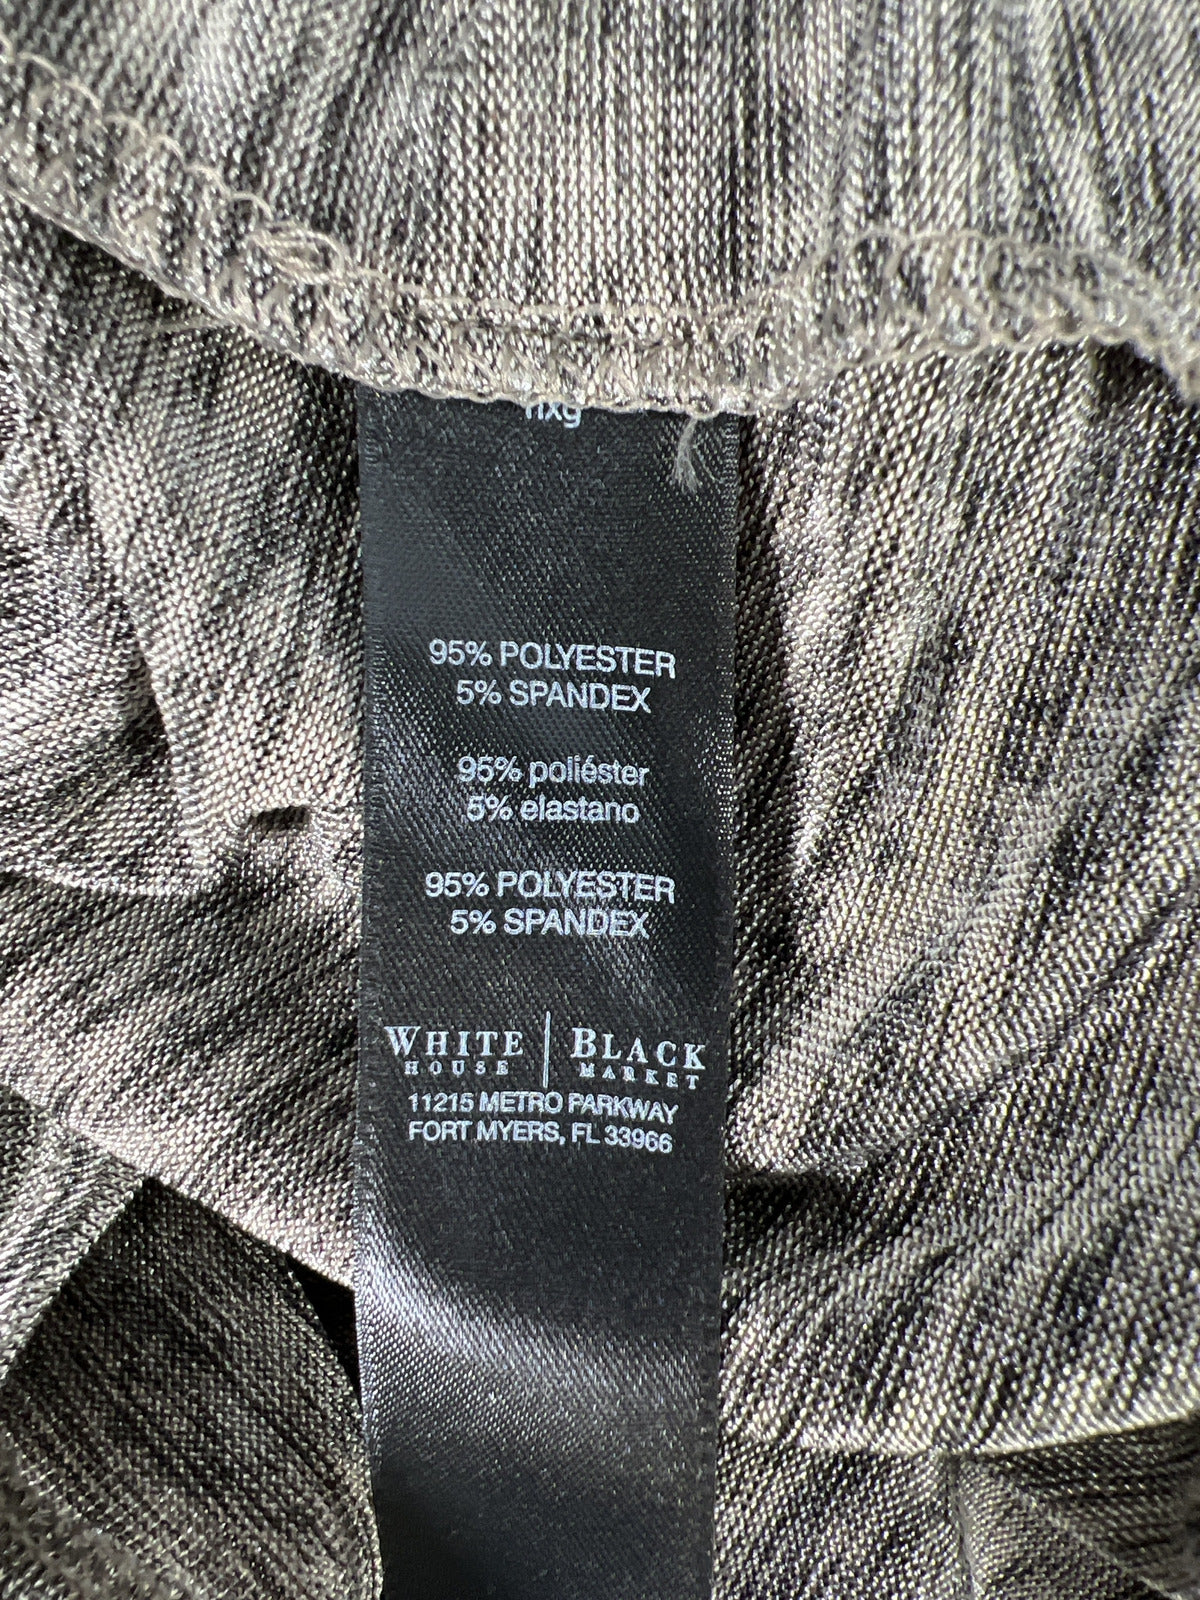 95% POLYESTER
5% SPANDEX
95% poliéster
5% elastano
95% POLYESTER
5% SPANDEX
WHITE | BLACK
HOUSE MARKET
11215 METRO PARKWAY
FORT MYERS, FL 33966